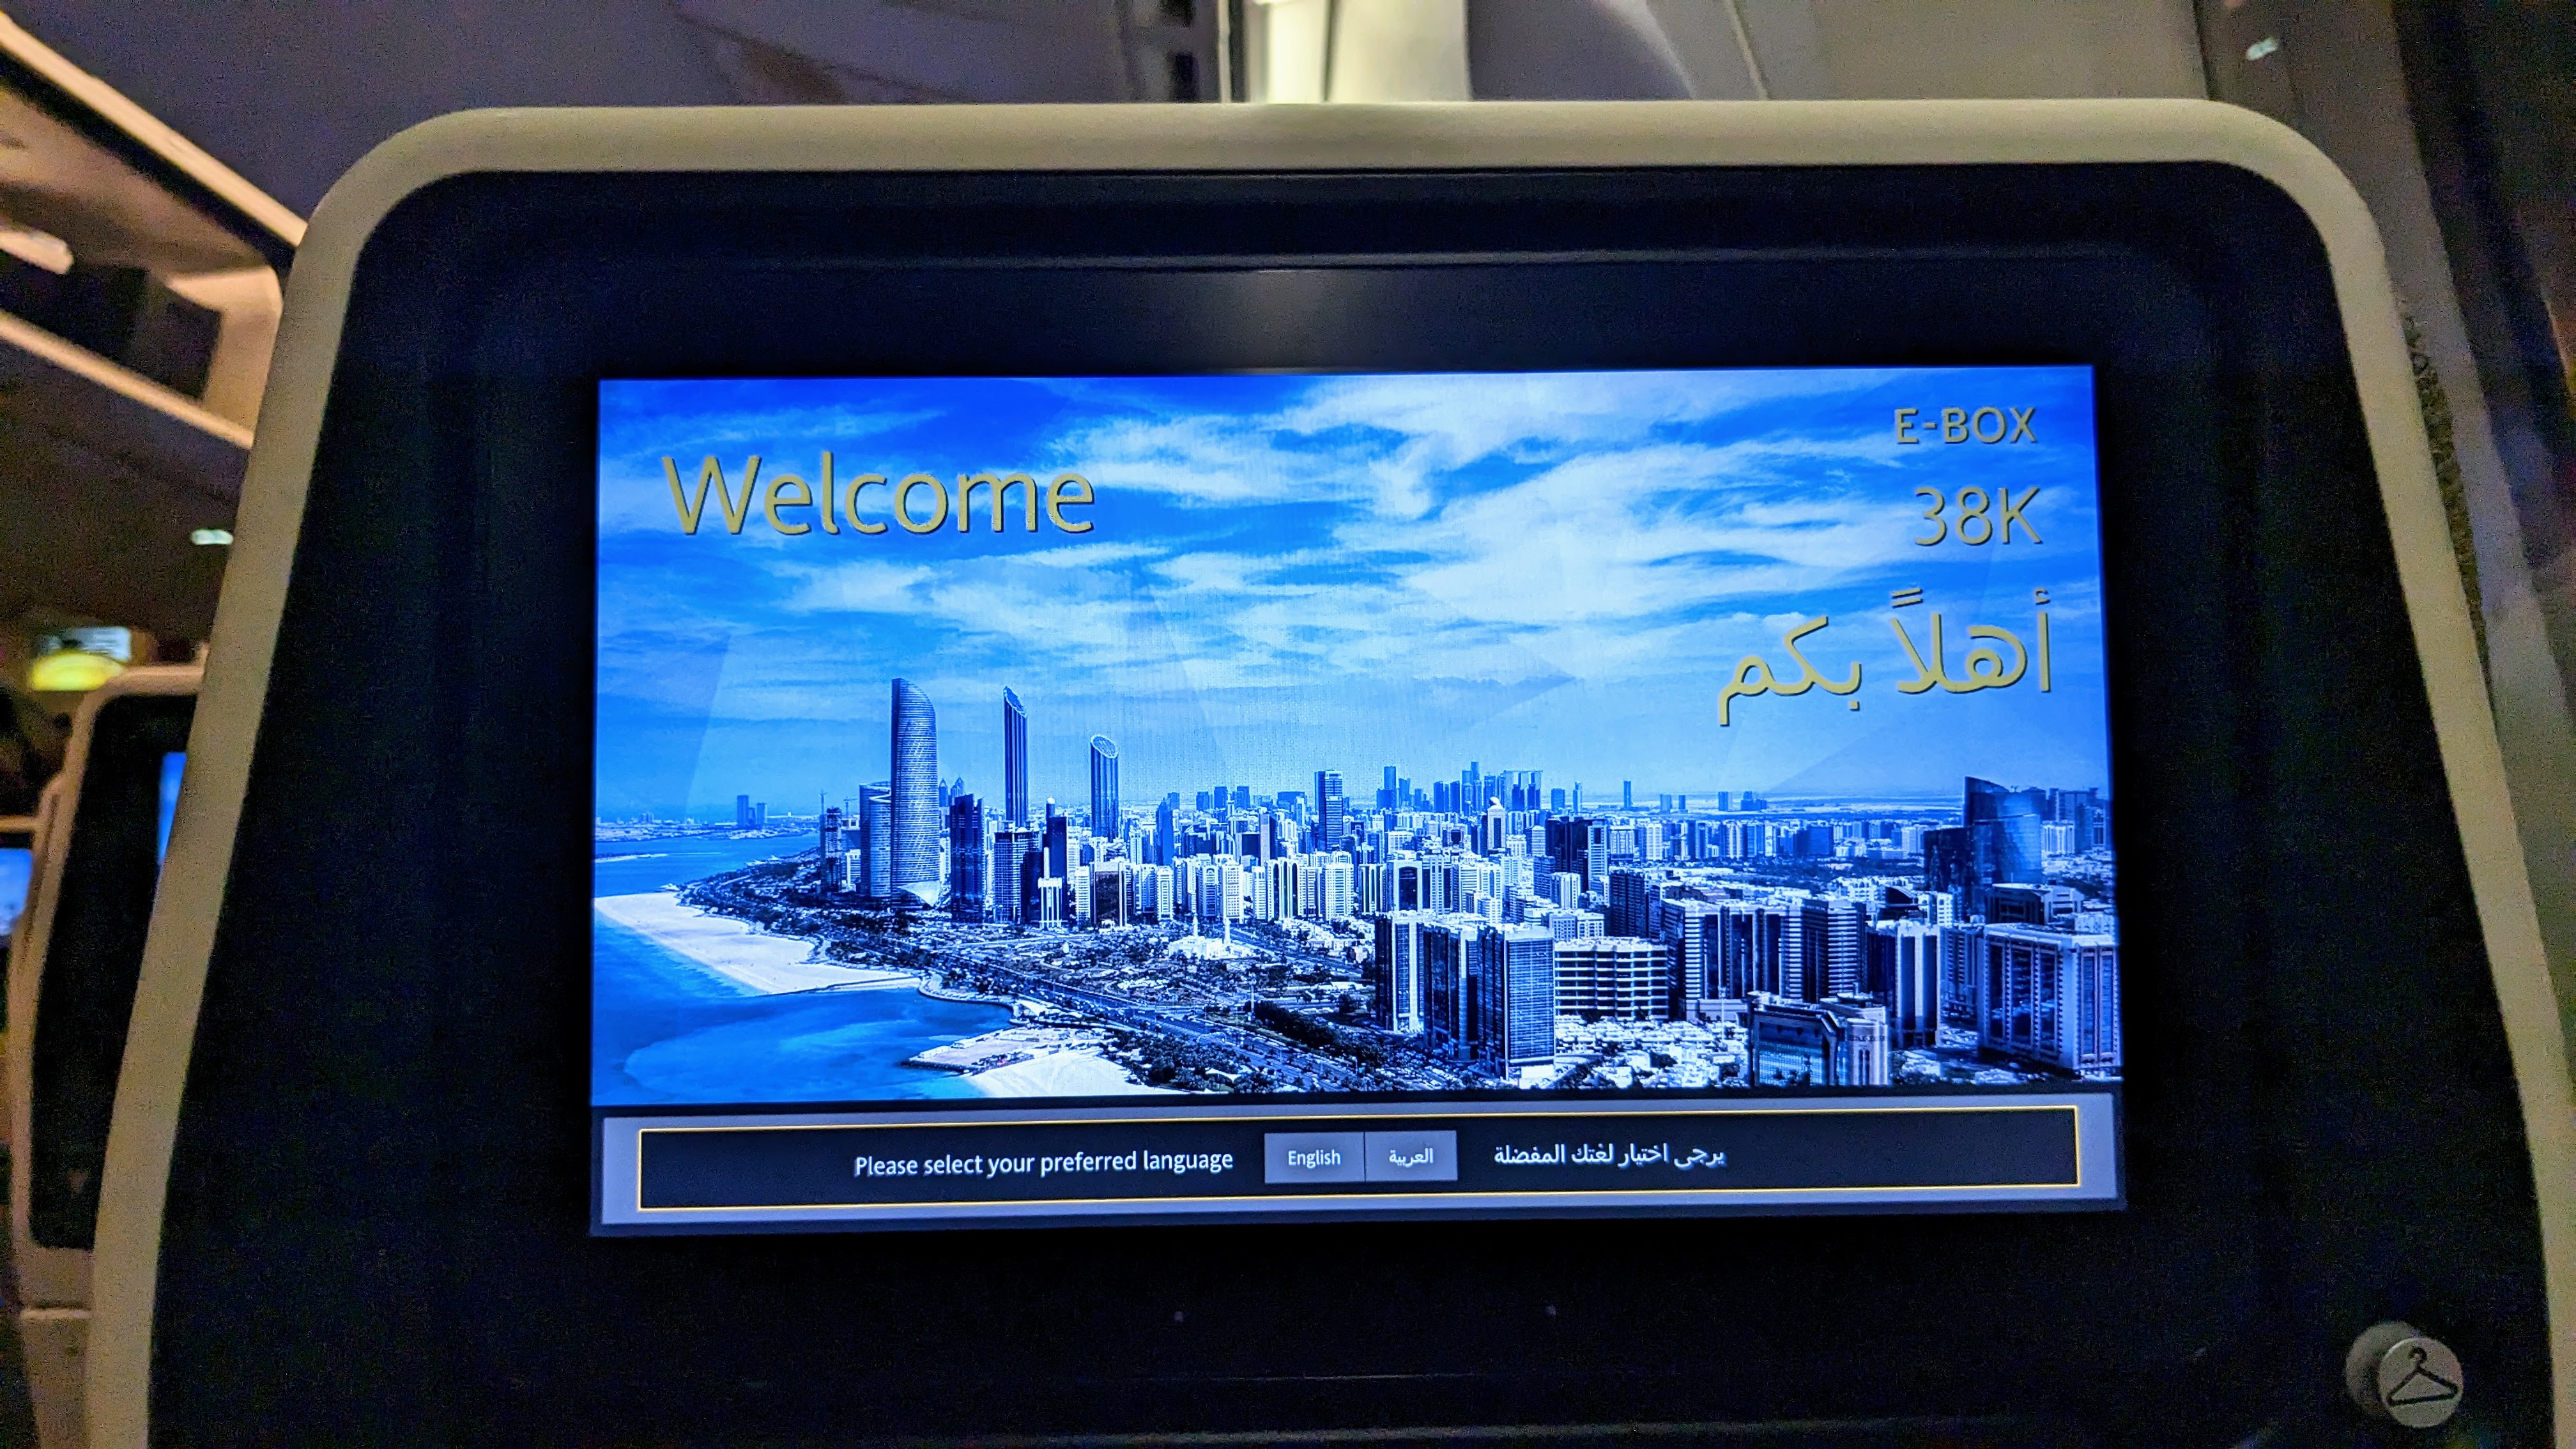 E-BOX
Welcome
38K
أهلاً بكم
Please select your preferred language
English
العربية
يرجى اختيار لغتك المفضلة